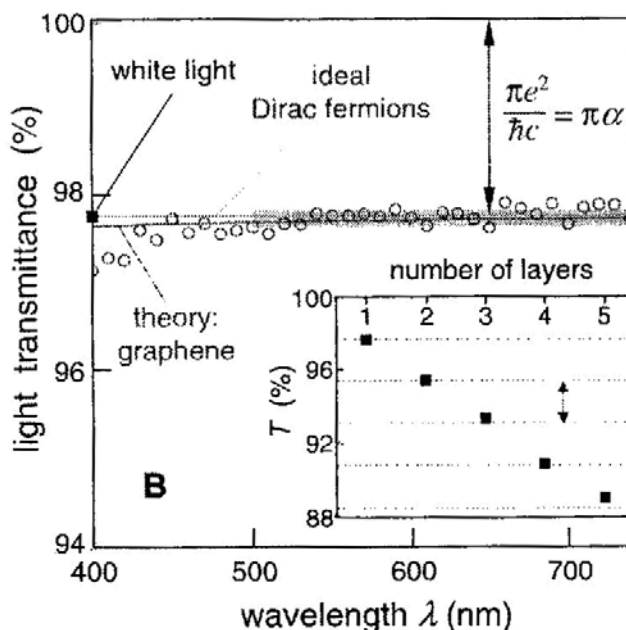 100
white light
ideal
Dirac fermions
πe²/ħc = πα
98
light transmittance (%)
theory:
graphene
96
B
94
400
500
600
700
wavelength λ (nm)
number of layers
1 2 3 4 5
100
96
92
88
T (%)